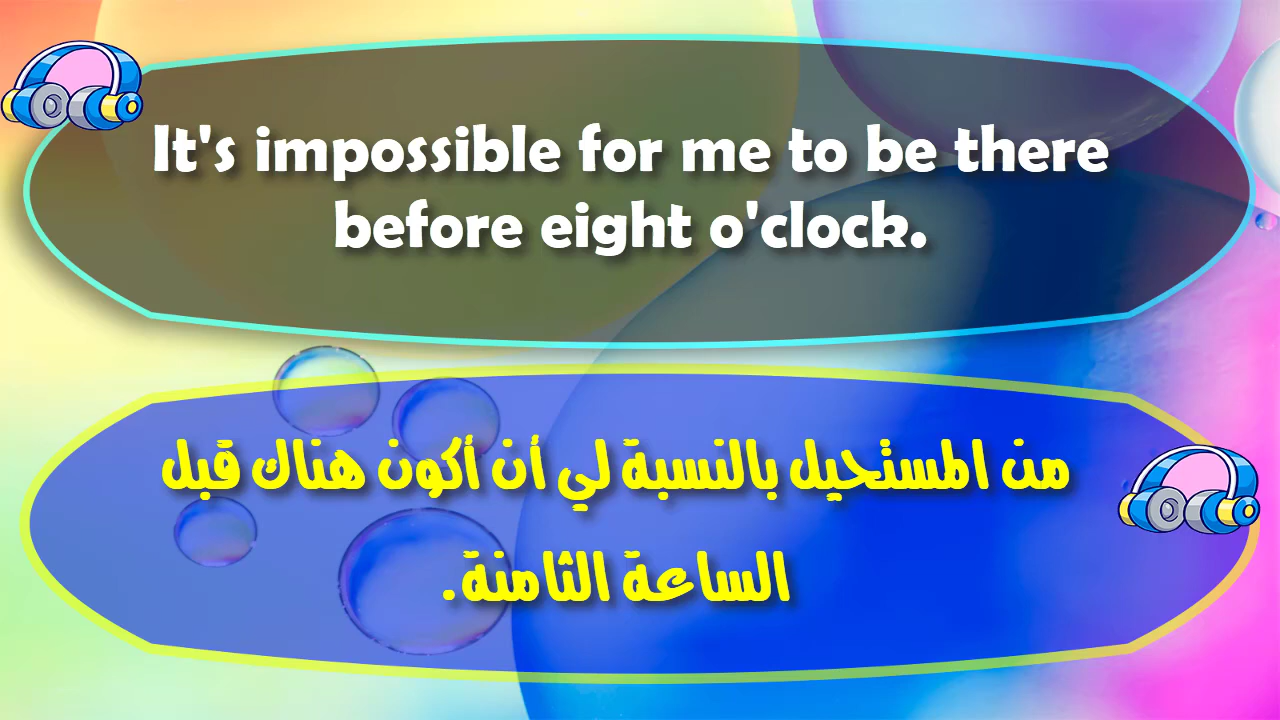 It's impossible for me to be there
before eight o'clock.
من المستحيل بالنسبة لي أن أكون هناك قبل
الساعة الثامنة.